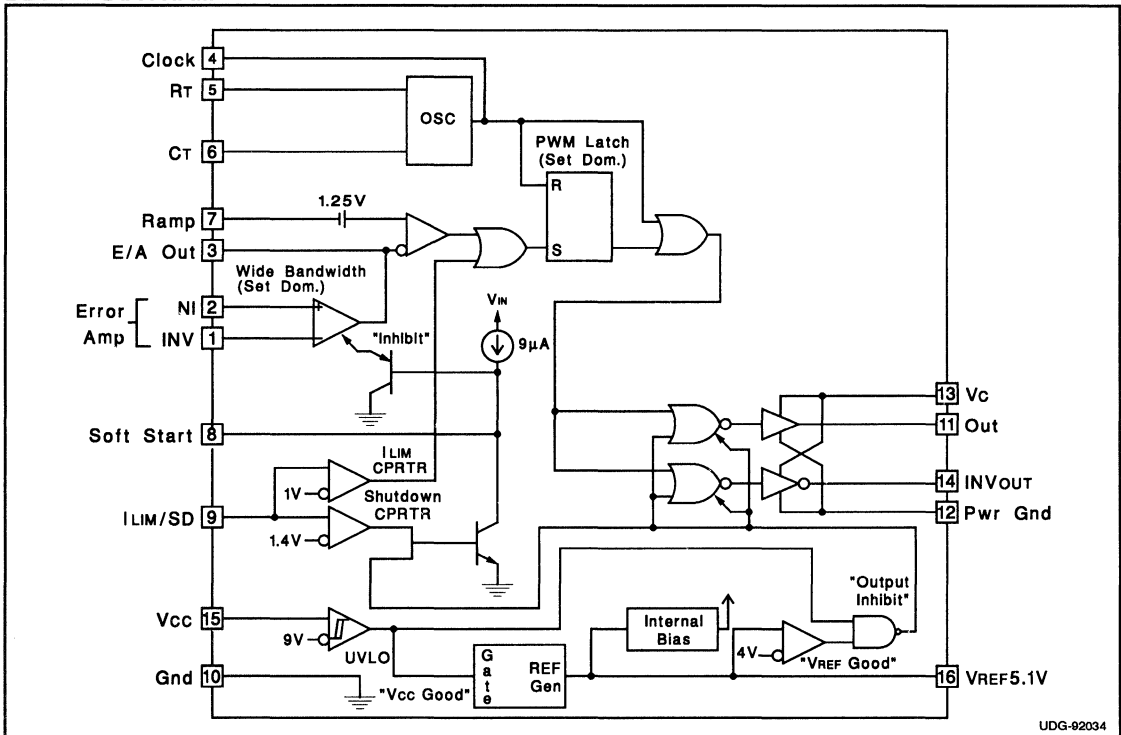 Clock 4
RT 5
OSC
CT 6
PWM Latch
(Set Dom.)
R
S
1.25V
Ramp 7
E/A Out 3
Wide Bandwidth
(Set Dom.)
Error
Amp
NI 2
+
INV 1
−
"Inhibit"
VIN
9µA
Soft Start 8
ILIM
CPRTR
1V
Shutdown
CPRTR
ILIM/SD 9
1.4V
13 Vc
11 Out
14 INVOUT
12 Pwr Gnd
"Output
Inhibit"
Vcc 15
9V
UVLO
Internal
Bias
4V
"VREF Good"
Gnd 10
"Vcc Good"
Gate
REF
Gen
16 VREF5.1V
UDG-92034